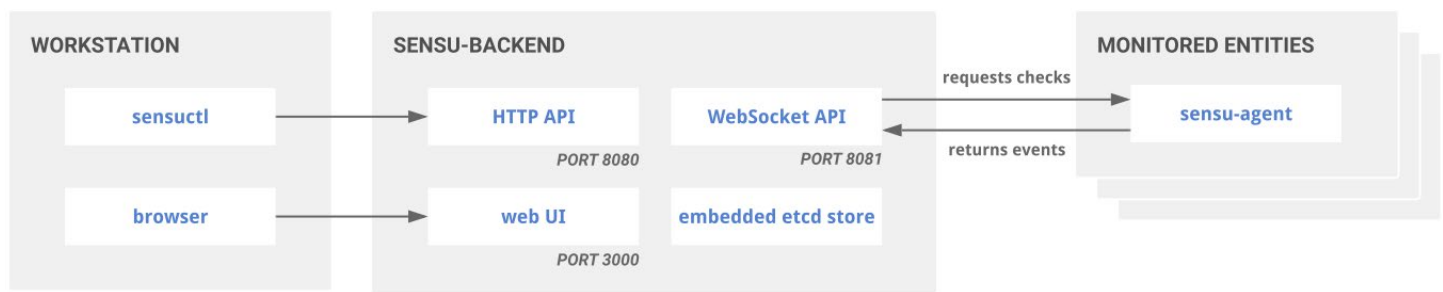 WORKSTATION
sensuctl
browser
SENSU-BACKEND
HTTP API
PORT 8080
web UI
PORT 3000
WebSocket API
PORT 8081
embedded etcd store
requests checks
returns events
MONITORED ENTITIES
sensu-agent